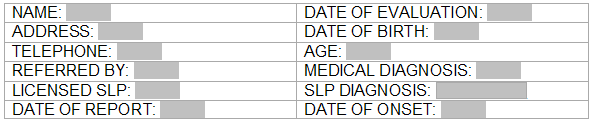 NAME: DATE OF EVALUATION:
ADDRESS: DATE OF BIRTH:
TELEPHONE: AGE:
REFERRED BY: MEDICAL DIAGNOSIS:
LICENSED SLP: SLP DIAGNOSIS:
DATE OF REPORT: DATE OF ONSET: